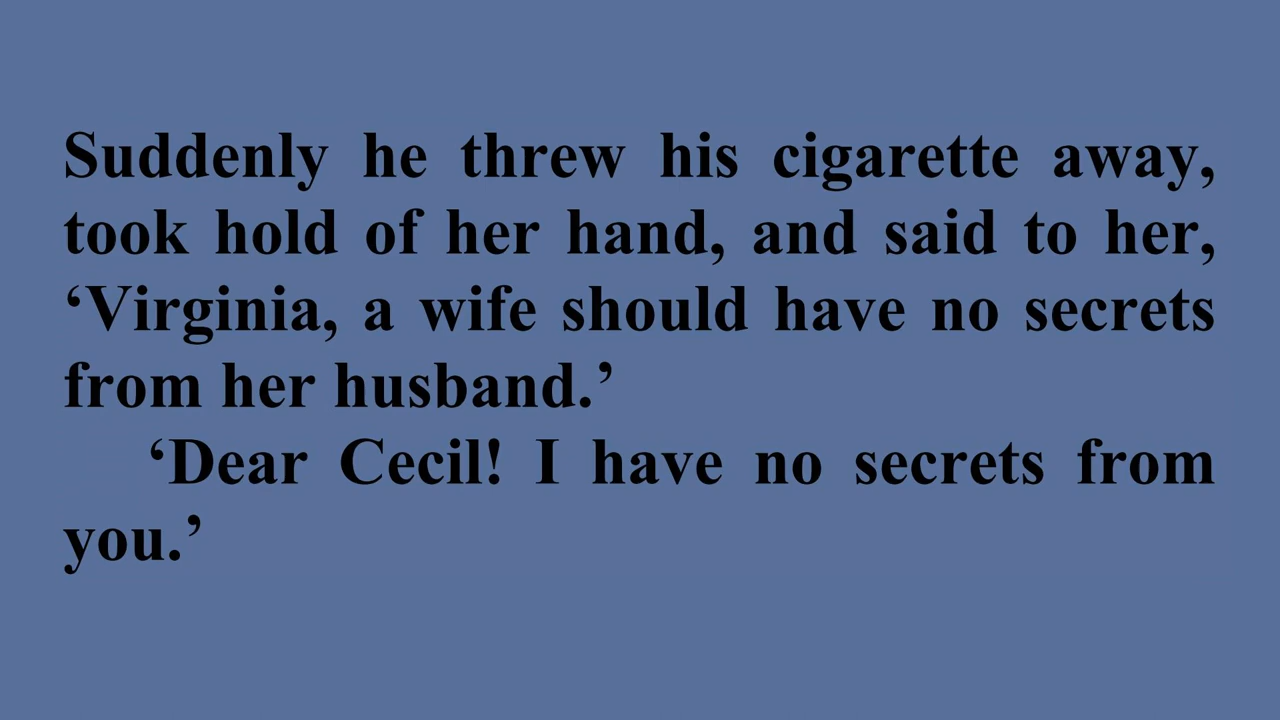 Suddenly he threw his cigarette away,
took hold of her hand, and said to her,
‘Virginia, a wife should have no secrets
from her husband.’
‘Dear Cecil! I have no secrets from
you.’